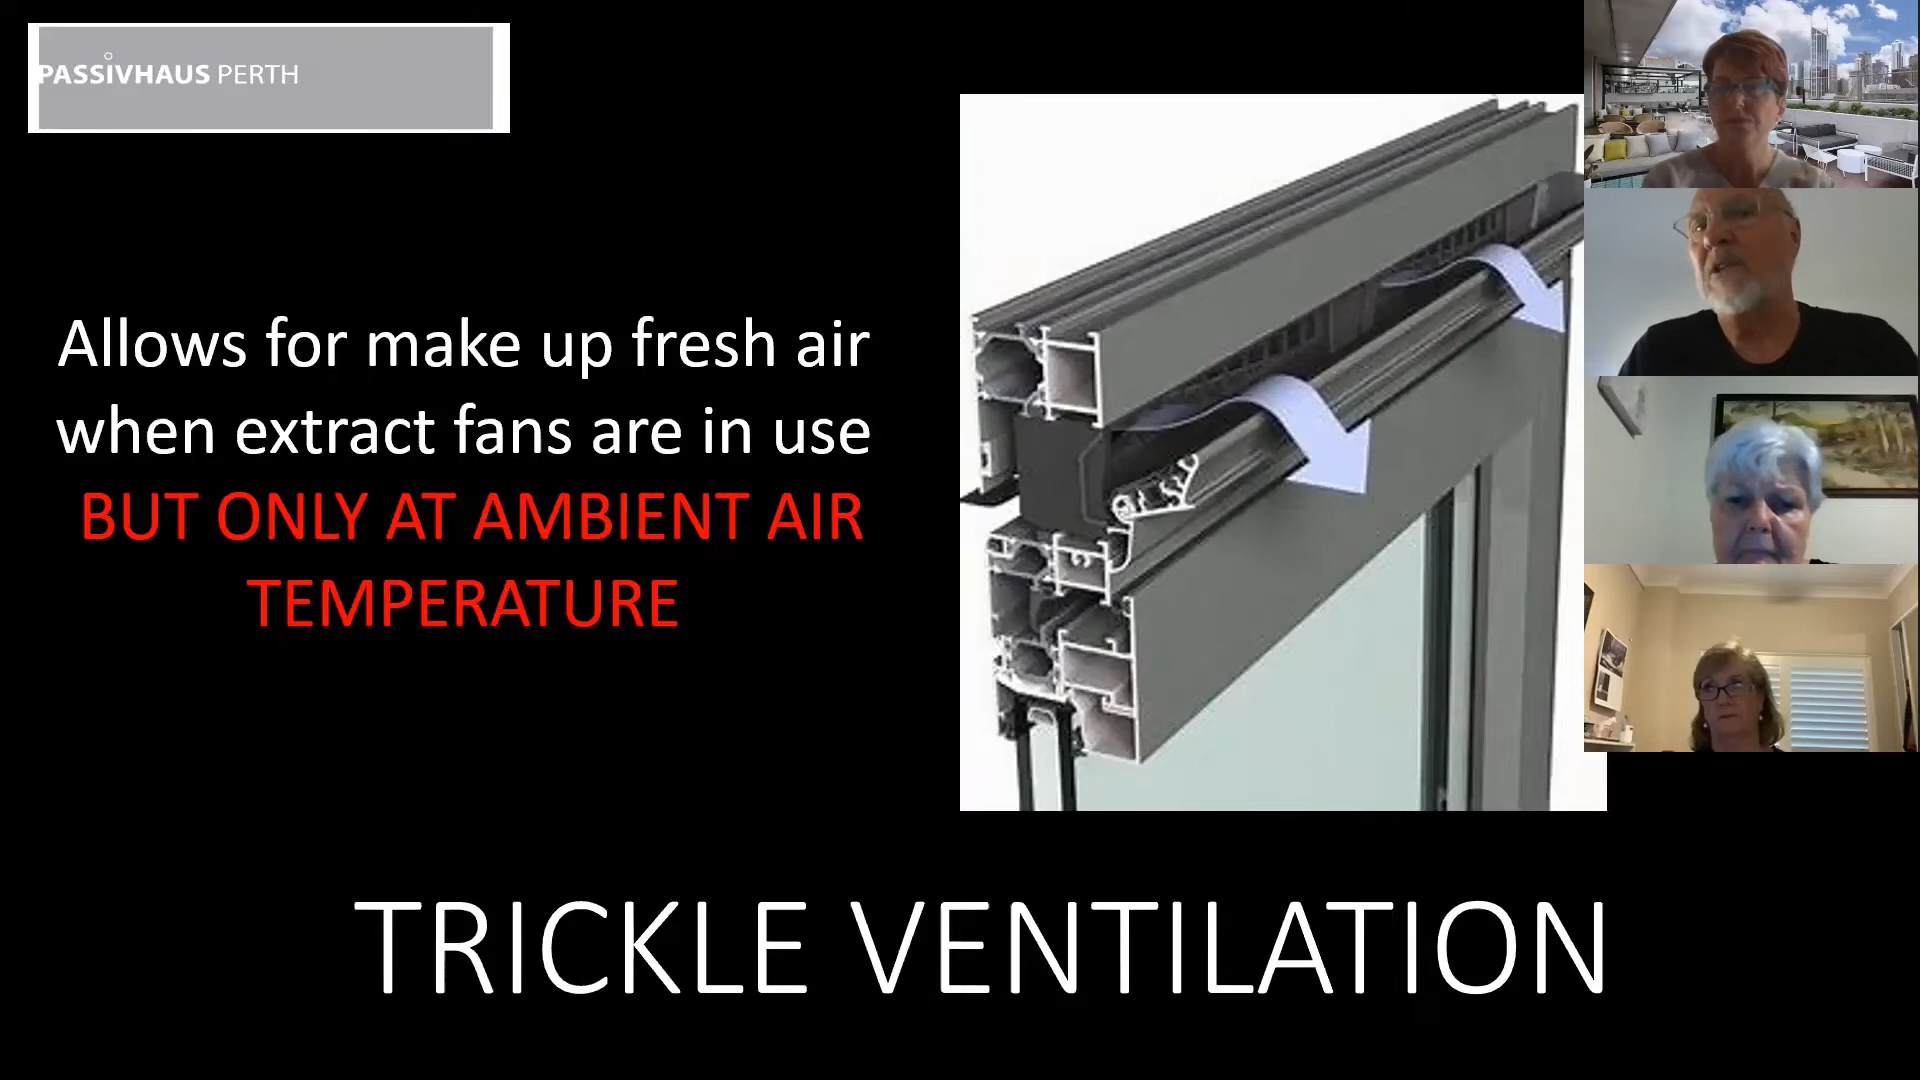 PASSIVHAUS PERTH
Allows for make up fresh air
when extract fans are in use
BUT ONLY AT AMBIENT AIR
TEMPERATURE
TRICKLE VENTILATION